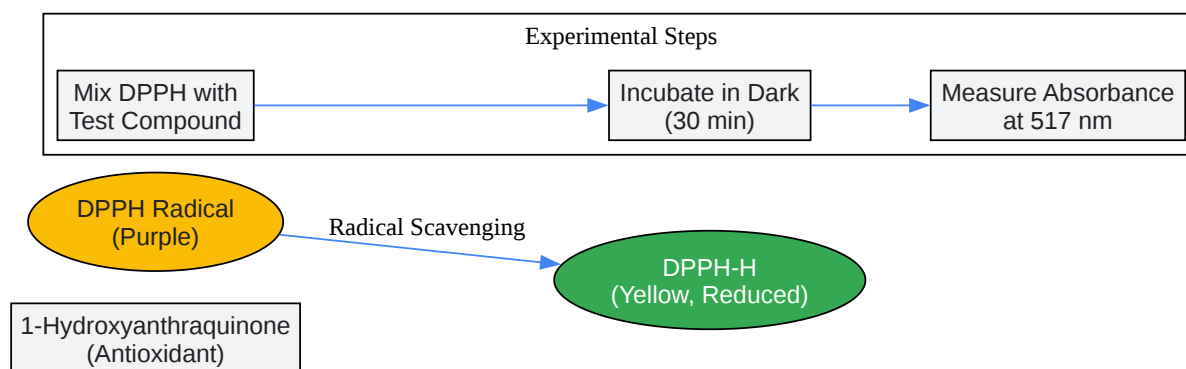 Experimental Steps
Mix DPPH with
Test Compound
Incubate in Dark
(30 min)
Measure Absorbance
at 517 nm
DPPH Radical
(Purple)
Radical Scavenging
DPPH-H
(Yellow, Reduced)
1-Hydroxyanthraquinone
(Antioxidant)